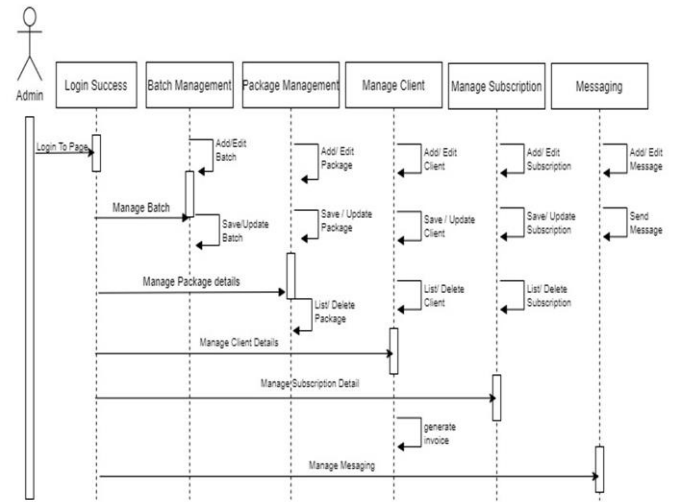 Admin
Login Success
Batch Management
Package Management
Manage Client
Manage Subscription
Messaging
Login To Page
Add/Edit
Batch
Add/ Edit
Package
Add/ Edit
Client
Add/ Edit
Subscription
Add/ Edit
Message
Manage Batch
Save/Update
Batch
Save / Update
Package
Save / Update
Client
Save/ Update
Subscription
Send
Message
Manage Package details
List/ Delete
Package
List/ Delete
Client
List/ Delete
Subscription
Manage Client Details
Manage Subscription Detail
generate
invoice
Manage Mesaging